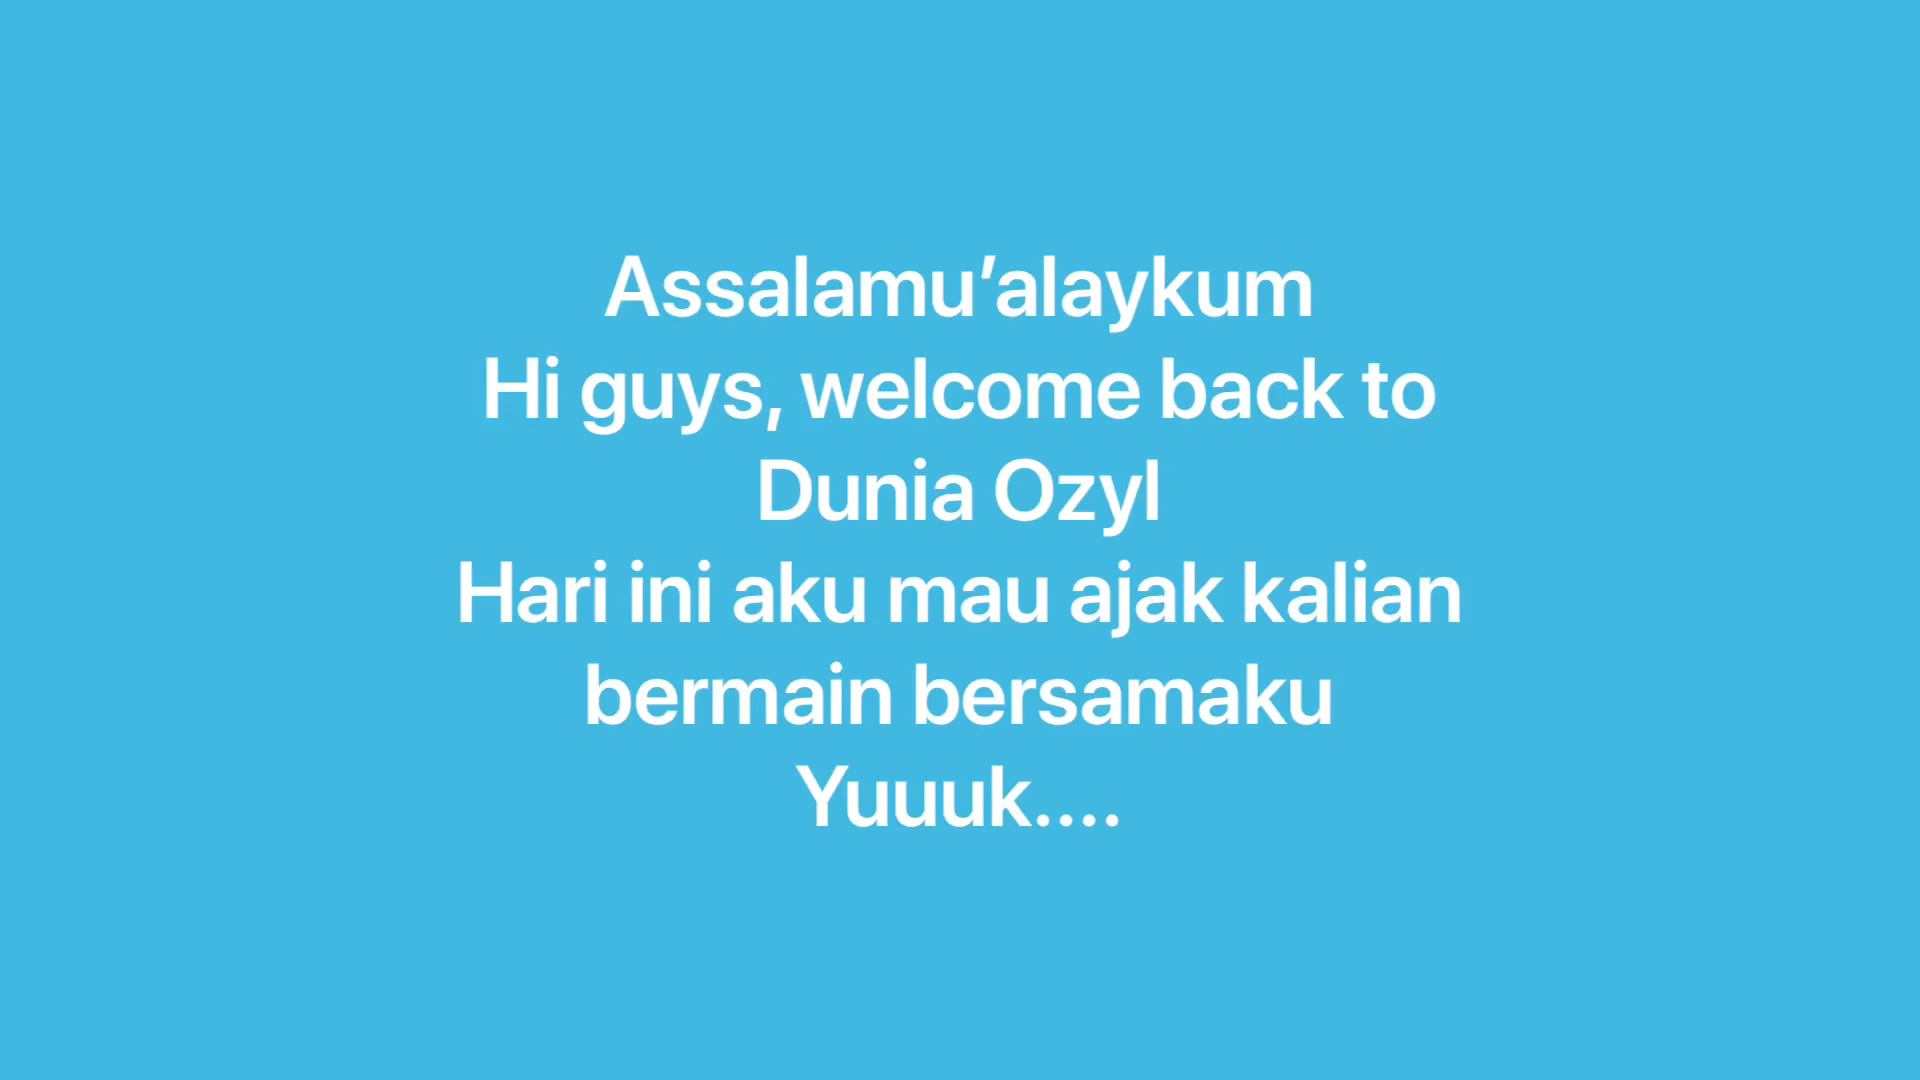 Assalamu’alaykum
Hi guys, welcome back to
Dunia Ozyl
Hari ini aku mau ajak kalian
bermain bersamaku
Yuuuk....